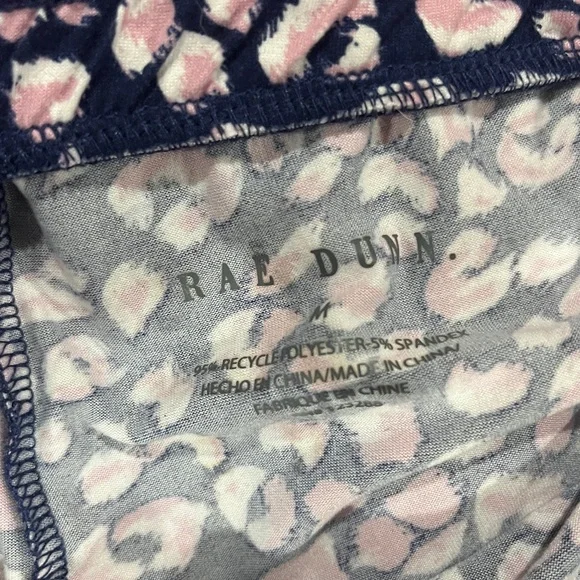 RAE DUNN.
M
95% RECYCLE POLYESTER-5% SPANDEX
HECHO EN CHINA/MADE IN CHINA/
FABRIQUE EN CHINE